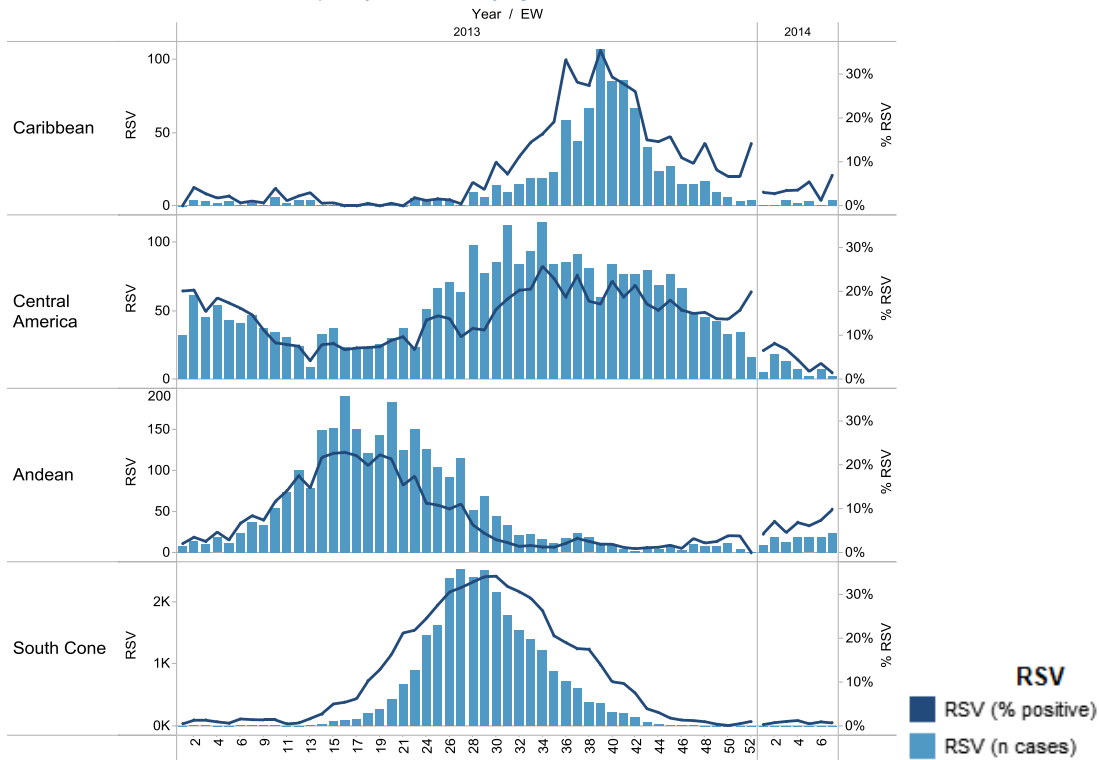 Year / EW
2013
2014
Caribbean
RSV
100
50
0
30%
20%
10%
0%
% RSV
Central
America
RSV
100
50
0
30%
20%
10%
0%
% RSV
Andean
RSV
200
150
100
50
0
30%
20%
10%
0%
% RSV
South Cone
RSV
2K
1K
0K
30%
20%
10%
0%
% RSV
2 4 6 9 11 13 15 17 19 21 24 26 28 30 32 34 36 38 40 42 44 46 48 50 52 2 4 6
RSV
RSV (% positive)
RSV (n cases)